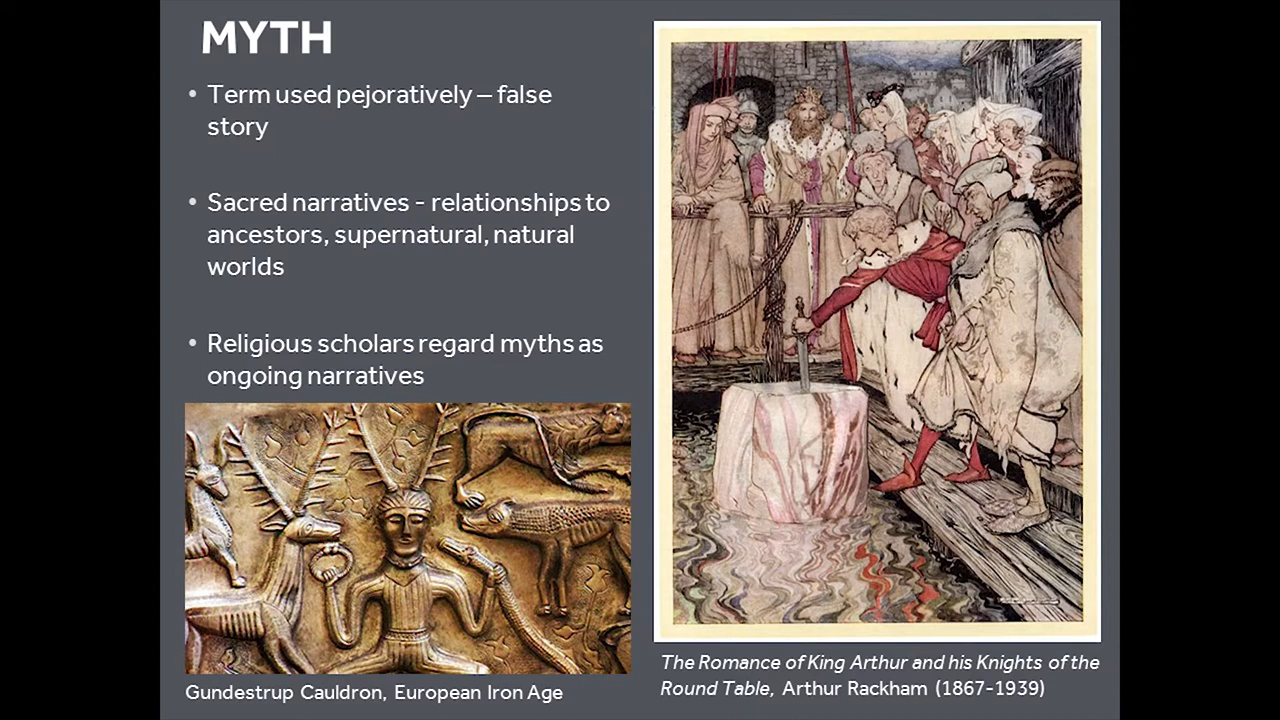 MYTH
• Term used pejoratively – false
story
• Sacred narratives - relationships to
ancestors, supernatural, natural
worlds
• Religious scholars regard myths as
ongoing narratives
Gundestrup Cauldron, European Iron Age
The Romance of King Arthur and his Knights of the
Round Table, Arthur Rackham (1867-1939)